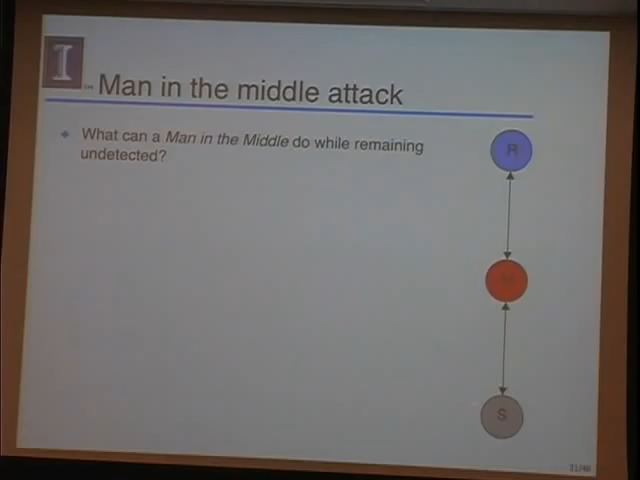 I
Man in the middle attack
What can a Man in the Middle do while remaining
undetected?
R
S